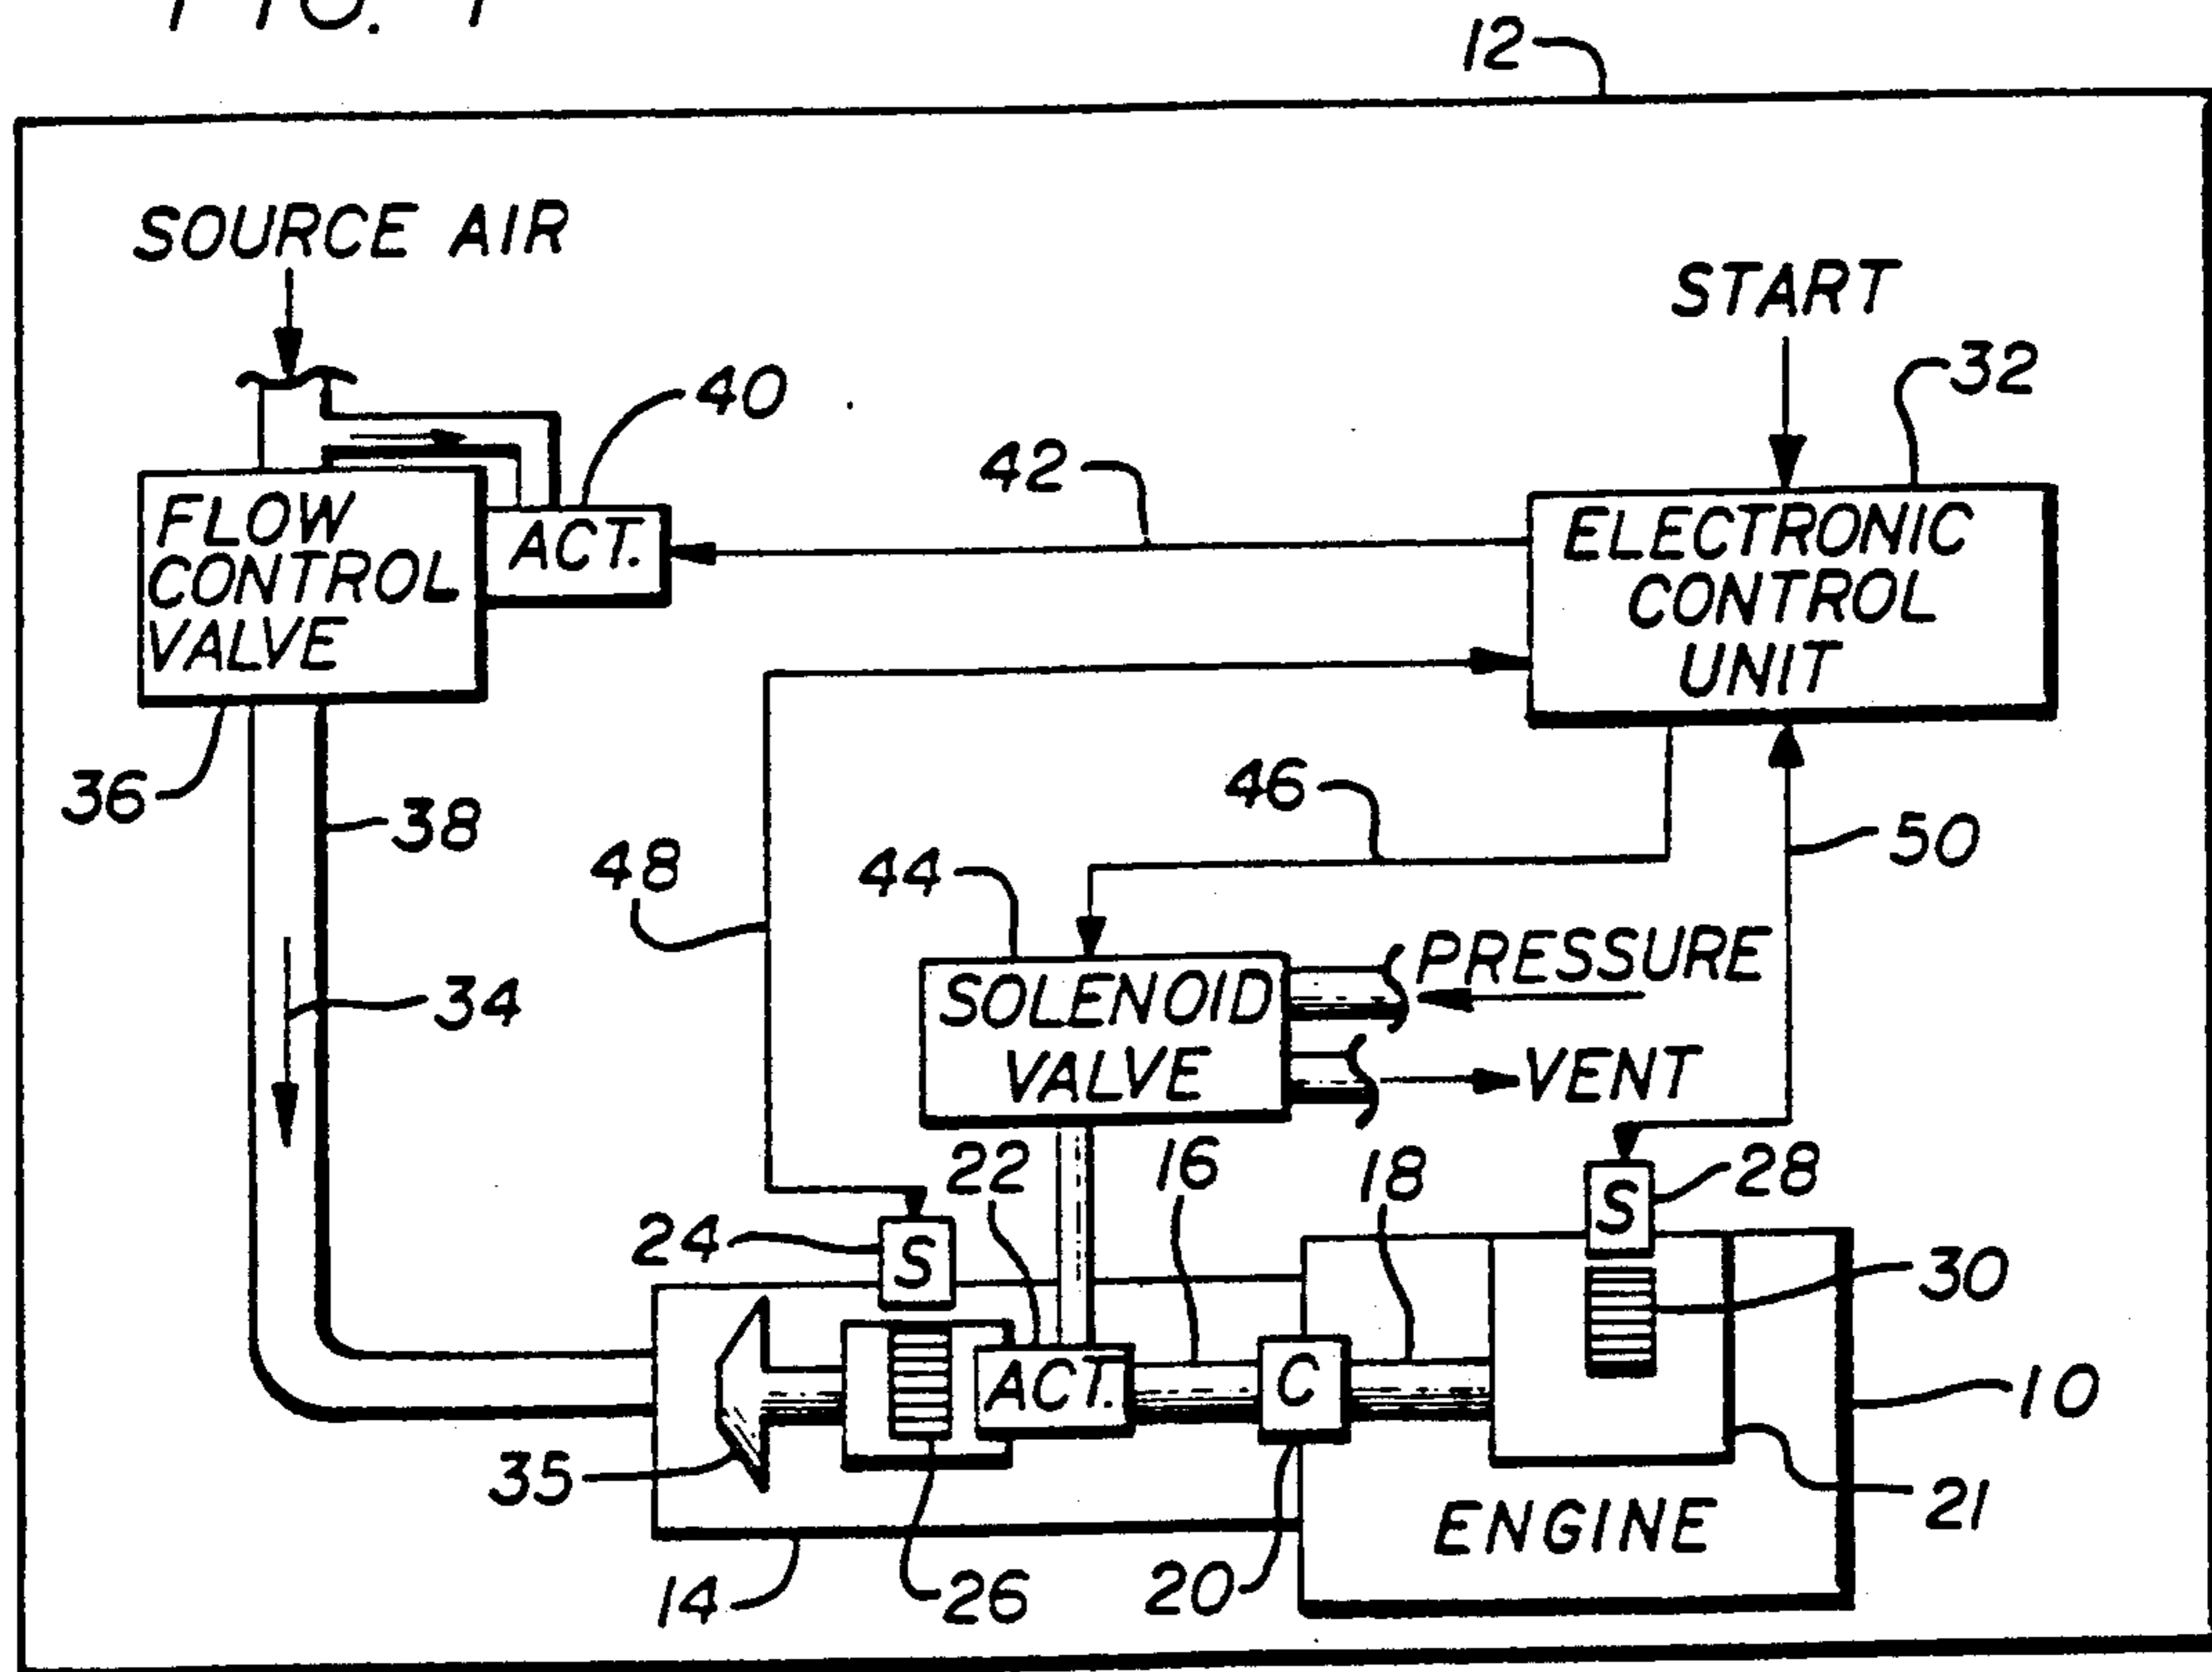 FIG. 1
12
SOURCE AIR
START
40
32
42
FLOW
CONTROL
VALVE
ACT.
ELECTRONIC
CONTROL
UNIT
36
38
46
50
48
44
34
PRESSURE
SOLENOID
VALVE
VENT
22
16
18
28
24
S
S
30
ACT.
C
10
35
21
ENGINE
14
26
20